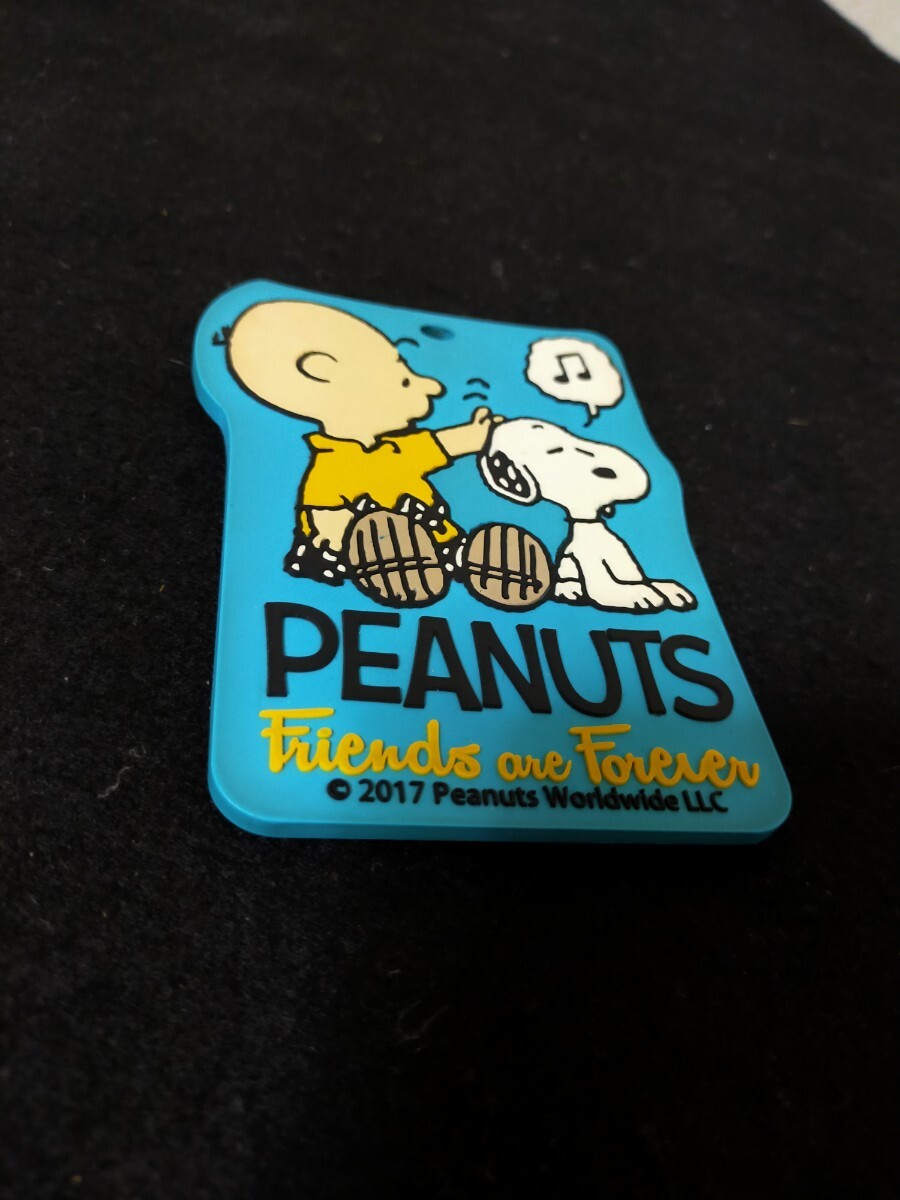 PEANUTS
Friends are Forever
© 2017 Peanuts Worldwide LLC